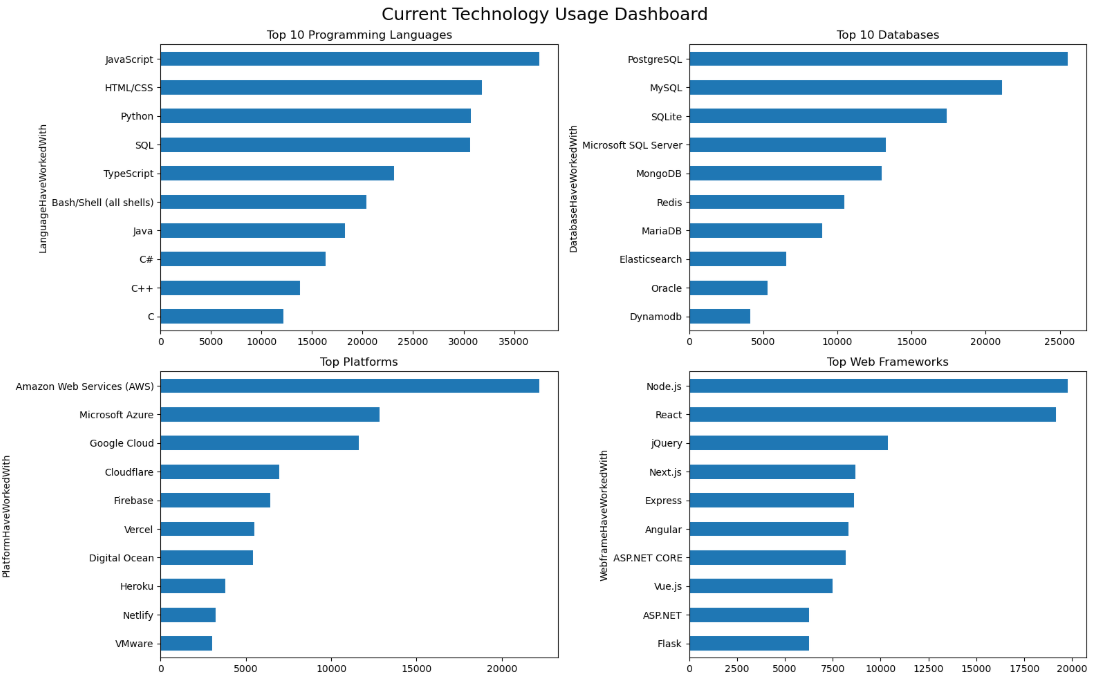 Current Technology Usage Dashboard
Top 10 Programming Languages
LanguageHaveWorkedWith
JavaScript
HTML/CSS
Python
SQL
TypeScript
Bash/Shell (all shells)
Java
C#
C++
C
0 5000 10000 15000 20000 25000 30000 35000
Top 10 Databases
DatabaseHaveWorkedWith
PostgreSQL
MySQL
SQLite
Microsoft SQL Server
MongoDB
Redis
MariaDB
Elasticsearch
Oracle
Dynamodb
0 5000 10000 15000 20000 25000
Top Platforms
PlatformHaveWorkedWith
Amazon Web Services (AWS)
Microsoft Azure
Google Cloud
Cloudflare
Firebase
Vercel
Digital Ocean
Heroku
Netlify
VMware
0 5000 10000 15000 20000
Top Web Frameworks
WebframeHaveWorkedWith
Node.js
React
jQuery
Next.js
Express
Angular
ASP.NET CORE
Vue.js
ASP.NET
Flask
0 2500 5000 7500 10000 12500 15000 17500 20000